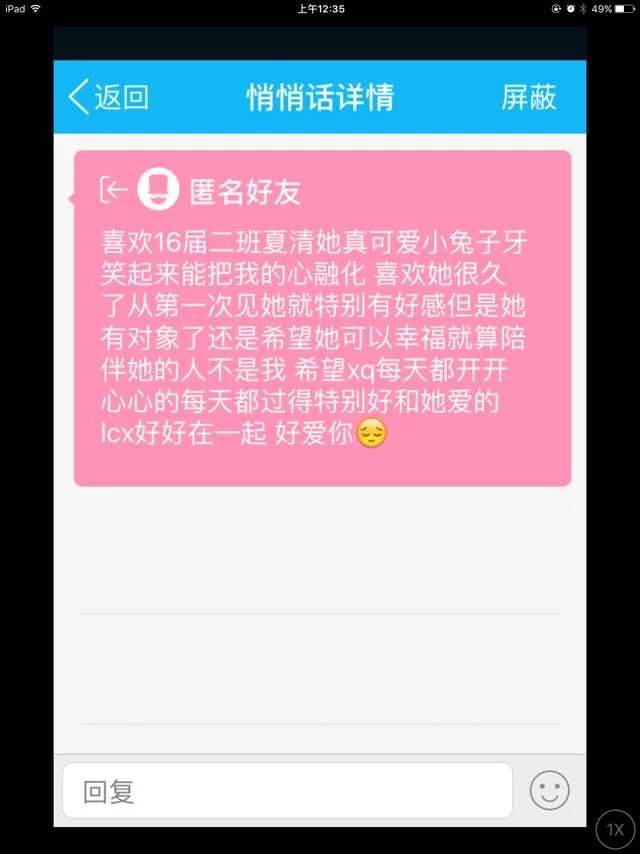 iPad 上午12:35 49%
返回 悄悄话详情 屏蔽
匿名好友
喜欢16届二班夏清她真可爱小兔子牙
笑起来能把我的心融化 喜欢她很久
了从第一次见她就特别有好感但是她
有对象了还是希望她可以幸福就算陪
伴她的人不是我 希望xq每天都开开
心心的每天都过得特别好和她爱的
lcx好好在一起 好爱你😔
回复
1X